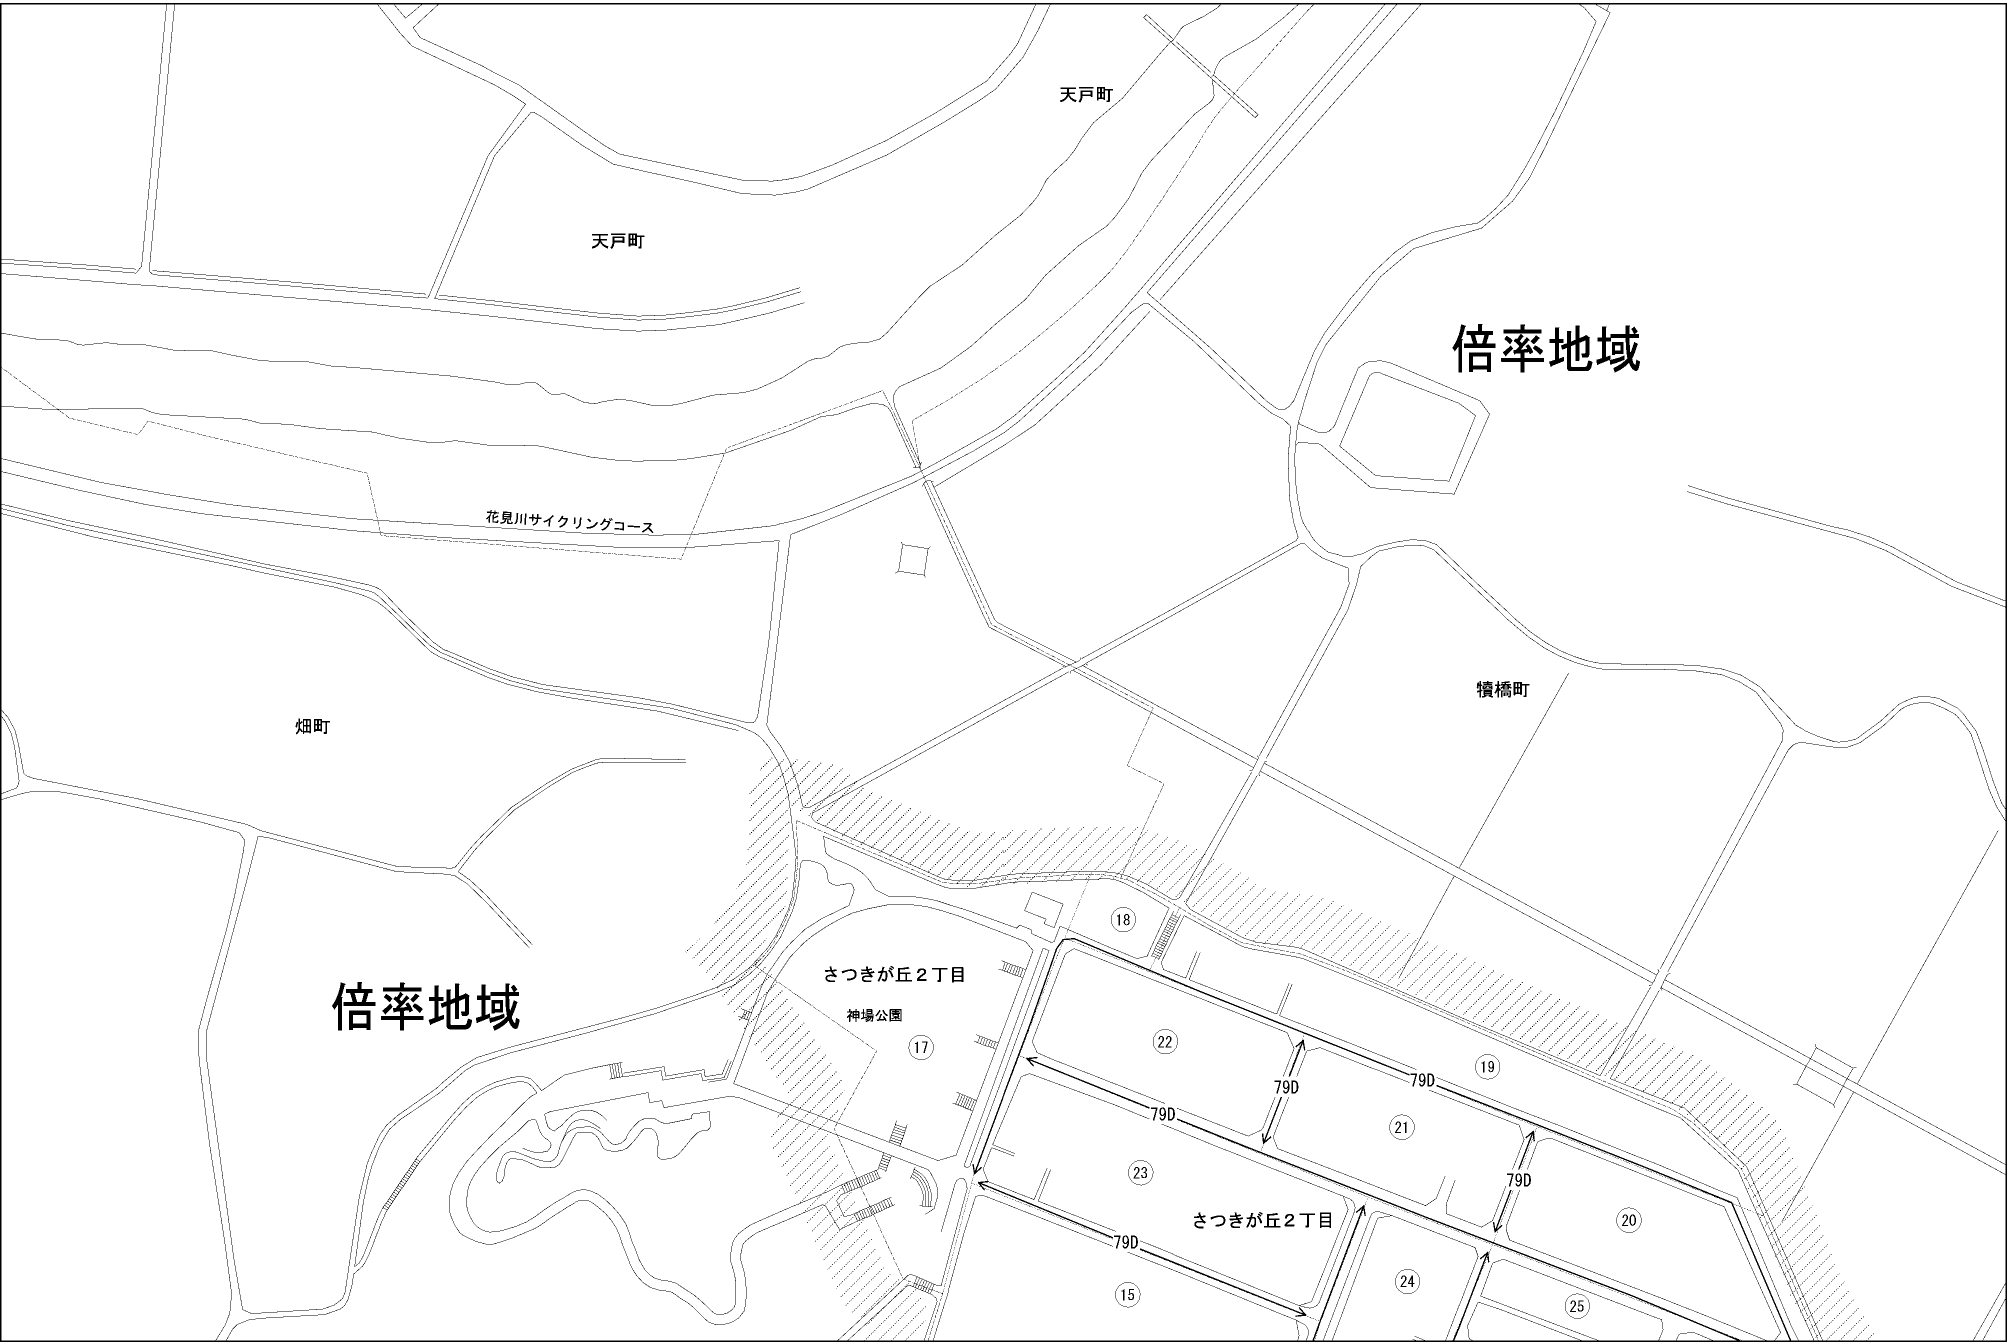 天戸町
天戸町
倍率地域
花見川サイクリングコース
犢橋町
畑町
18
さつきが丘２丁目
倍率地域
神場公園
17
22
19
79D
79D
79D
21
23
79D
さつきが丘２丁目
20
79D
24
15
25